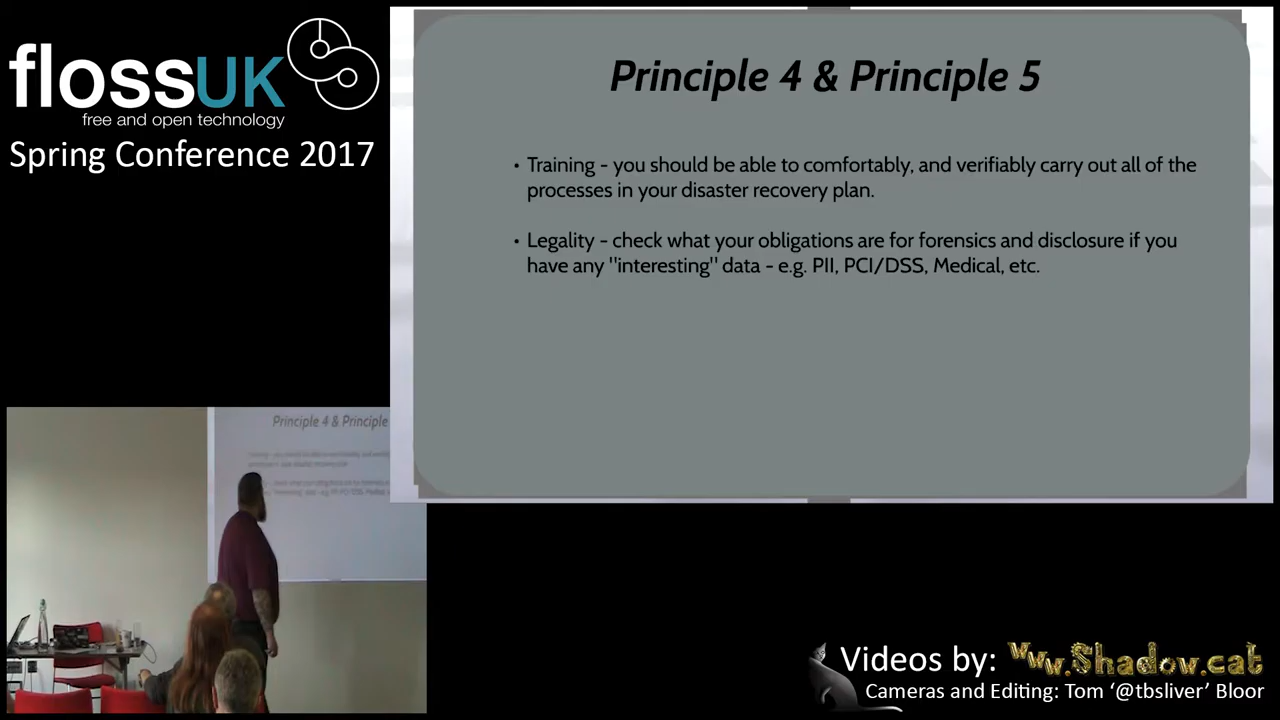 flossUK
free and open technology
Spring Conference 2017
Principle 4 & Principle 5
• Training - you should be able to comfortably, and verifiably carry out all of the
processes in your disaster recovery plan.
• Legality - check what your obligations are for forensics and disclosure if you
have any "interesting" data - e.g. PII, PCI/DSS, Medical, etc.
Principle 4 & Principle
Videos by: Www.Shadow.cat
Cameras and Editing: Tom '@tbsliver' Bloor